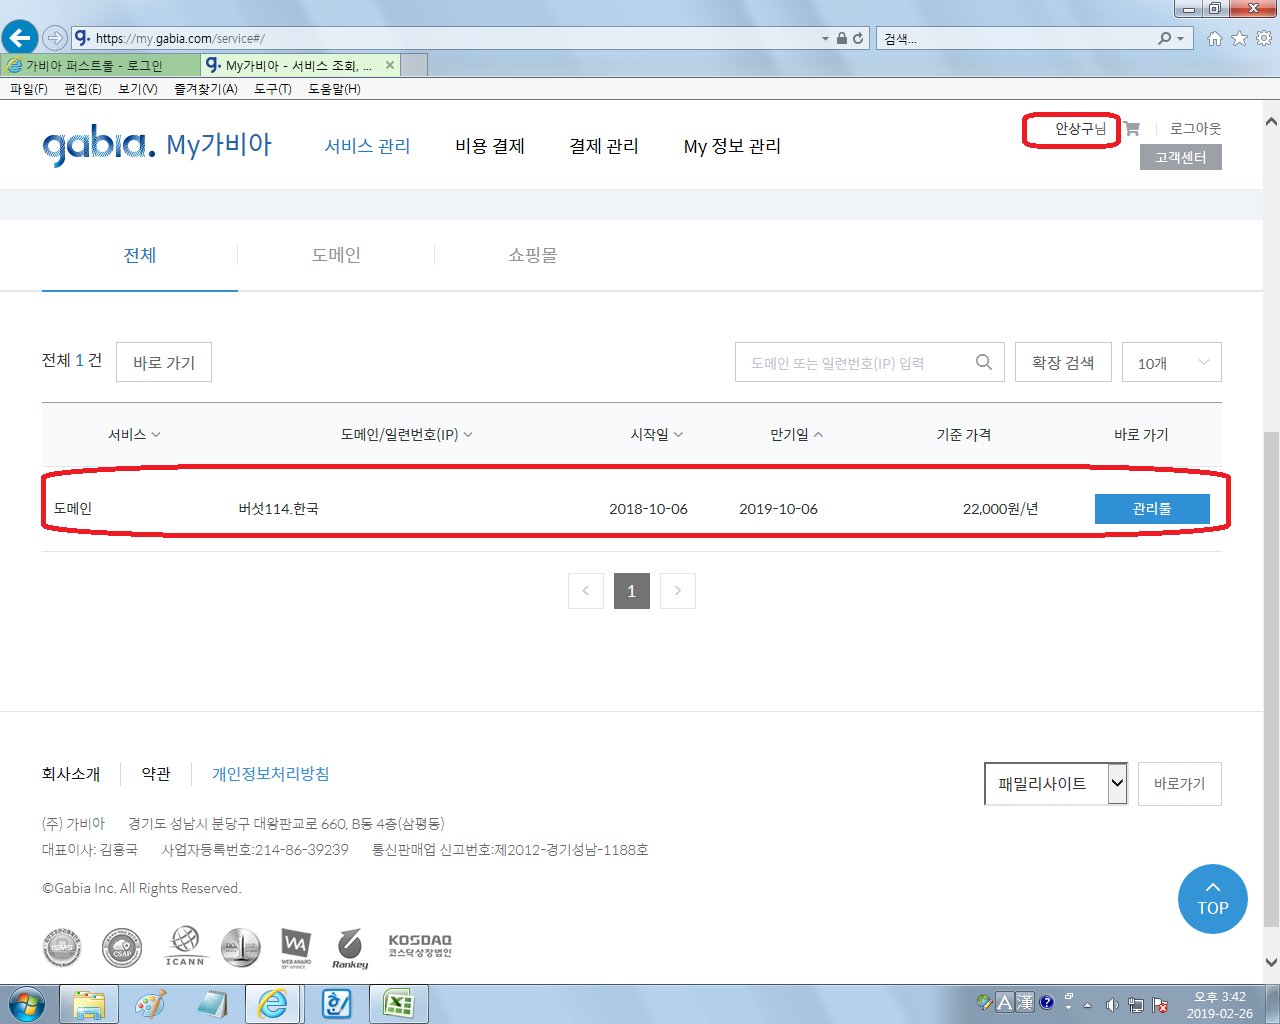 https://my.gabia.com/service#/
검색...
가비아 퍼스트몰 - 로그인
My가비아 - 서비스 조회, ...
파일(F) 편집(E) 보기(V) 즐겨찾기(A) 도구(T) 도움말(H)
gabia. My가비아 서비스 관리 비용 결제 결제 관리 My 정보 관리
안상구님 로그아웃
고객센터
전체 도메인 쇼핑몰
전체 1 건 바로 가기 도메인 또는 일련번호(IP) 입력 확장 검색 10개
서비스 도메인/일련번호(IP) 시작일 만기일 기준 가격 바로 가기
도메인 버섯114.한국 2018-10-06 2019-10-06 22,000원/년 관리툴
1
회사소개 약관 개인정보처리방침 패밀리사이트 바로가기
(주) 가비아 경기도 성남시 분당구 대왕판교로 660, B동 4층(삼평동)
대표이사: 김홍국 사업자등록번호:214-86-39239 통신판매업 신고번호:제2012-경기성남-1188호
©Gabia Inc. All Rights Reserved.
TOP
ISMS CSAP ICANN NO. WA WEB AWARD WINNER Rankey KOSDAQ 코스닥상장법인
A 漢 오후 3:42
2019-02-26